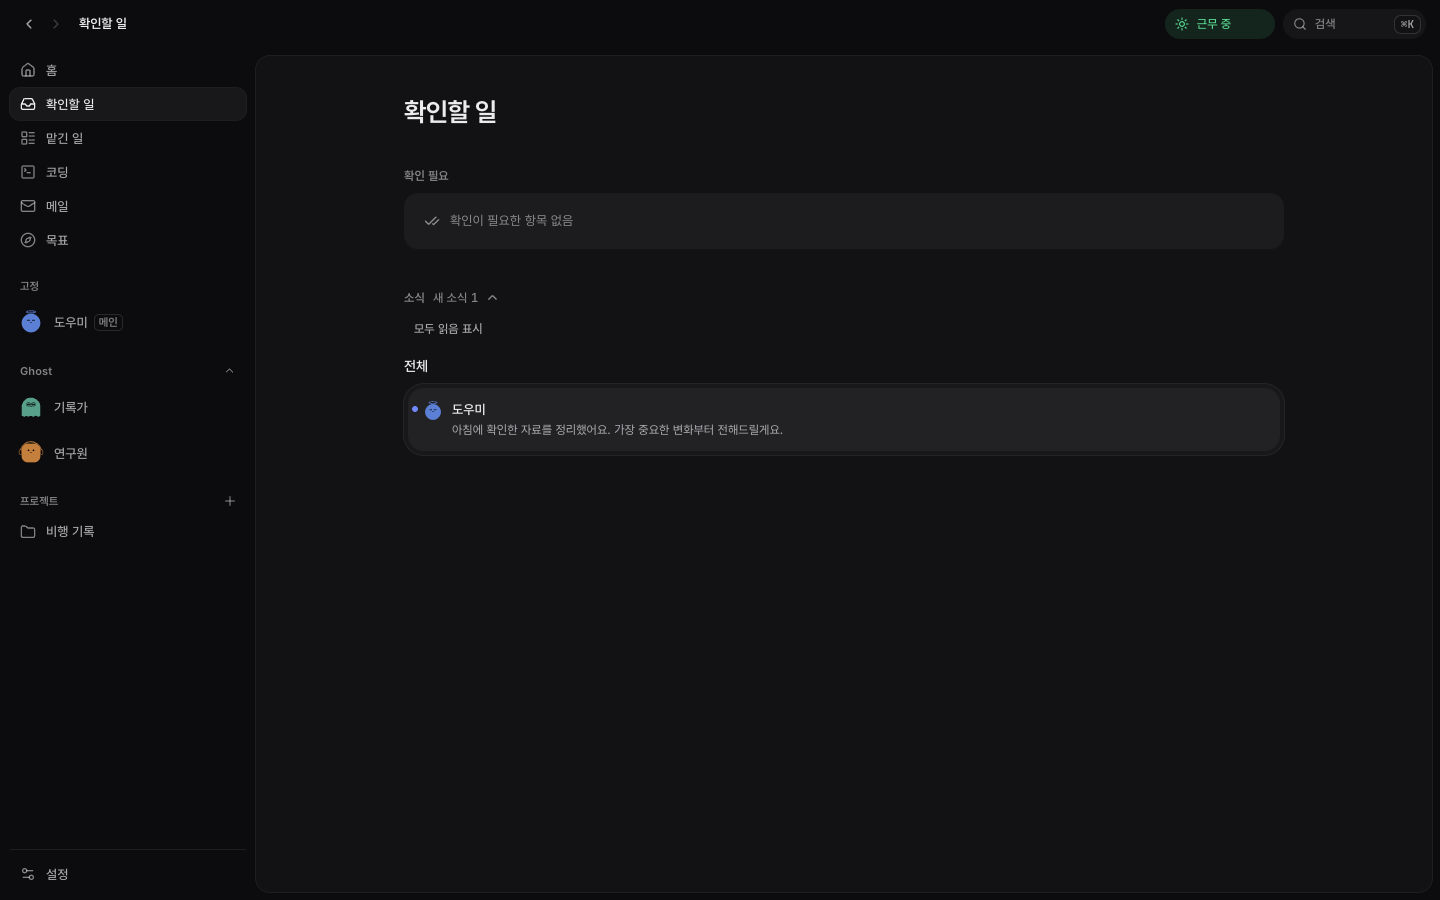 확인할 일
근무 중
검색
⌘K
홈
확인할 일
맡긴 일
코딩
메일
목표
고정
도우미 메인
Ghost
기록가
연구원
프로젝트
비행 기록
설정
확인할 일
확인 필요
확인이 필요한 항목 없음
소식 새 소식 1
모두 읽음 표시
전체
도우미
아침에 확인한 자료를 정리했어요. 가장 중요한 변화부터 전해드릴게요.